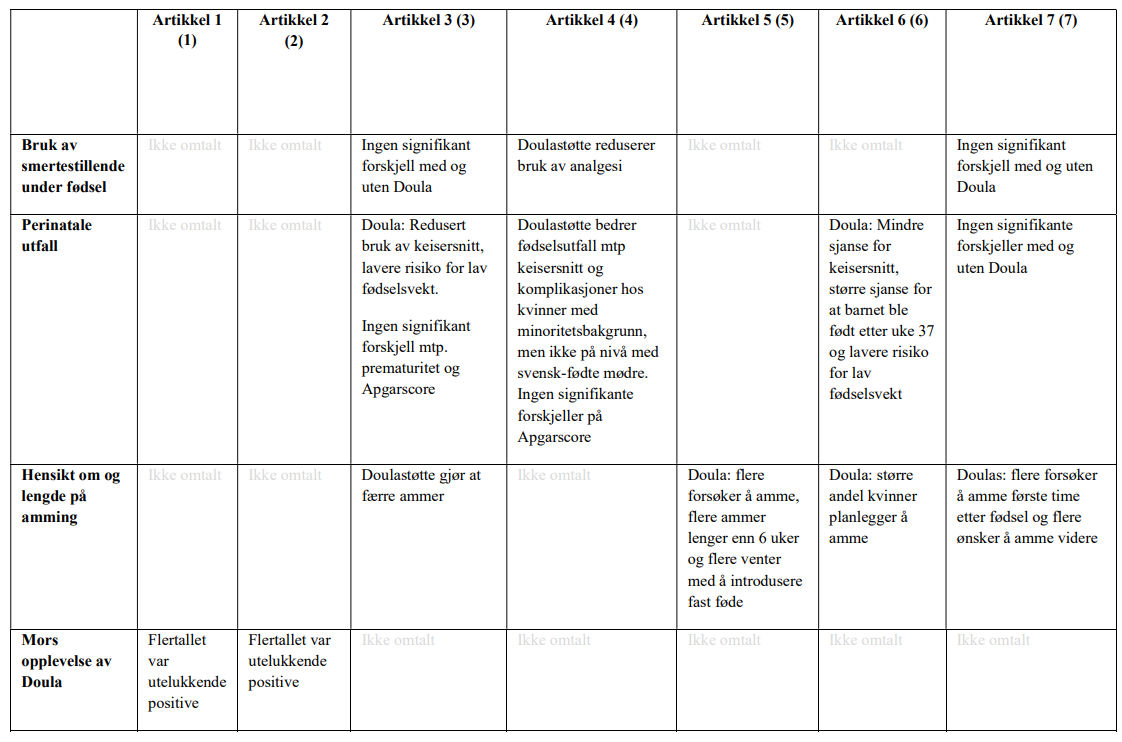 Artikkel 1
(1)
Artikkel 2
(2)
Artikkel 3 (3)
Artikkel 4 (4)
Artikkel 5 (5)
Artikkel 6 (6)
Artikkel 7 (7)
Bruk av
smertestillende
under fødsel
Ikke omtalt
Ikke omtalt
Ingen signifikant
forskjell med og
uten Doula
Doulastøtte reduserer
bruk av analgesi
Ikke omtalt
Ikke omtalt
Ingen signifikant
forskjell med og uten
Doula
Perinatale
utfall
Ikke omtalt
Ikke omtalt
Doula: Redusert
bruk av keisersnitt,
lavere risiko for lav
fødselsvekt.
Ingen signifikant
forskjell mtp.
prematuritet og
Apgarscore
Doulastøtte bedrer
fødselsutfall mtp
keisersnitt og
komplikasjoner hos
kvinner med
minoritetsbakgrunn,
men ikke på nivå med
svensk-fødte mødre.
Ingen signifikante
forskjeller på
Apgarscore
Ikke omtalt
Doula: Mindre
sjanse for
keisersnitt,
større sjanse for
at barnet ble
født etter uke 37
og lavere risiko
for lav
fødselsvekt
Ingen signifikante
forskjeller med og
uten Doula
Hensikt om og
lengde på
amming
Ikke omtalt
Ikke omtalt
Doulastøtte gjør at
færre ammer
Ikke omtalt
Doula: flere
forsøker å amme,
flere ammer
lenger enn 6 uker
og flere venter
med å introdusere
fast føde
Doula: større
andel kvinner
planlegger å
amme
Doulas: flere forsøker
å amme første time
etter fødsel og flere
ønsker å amme videre
Mors
opplevelse av
Doula
Flertallet
var
utelukkende
positive
Flertallet var
utelukkende
positive
Ikke omtalt
Ikke omtalt
Ikke omtalt
Ikke omtalt
Ikke omtalt